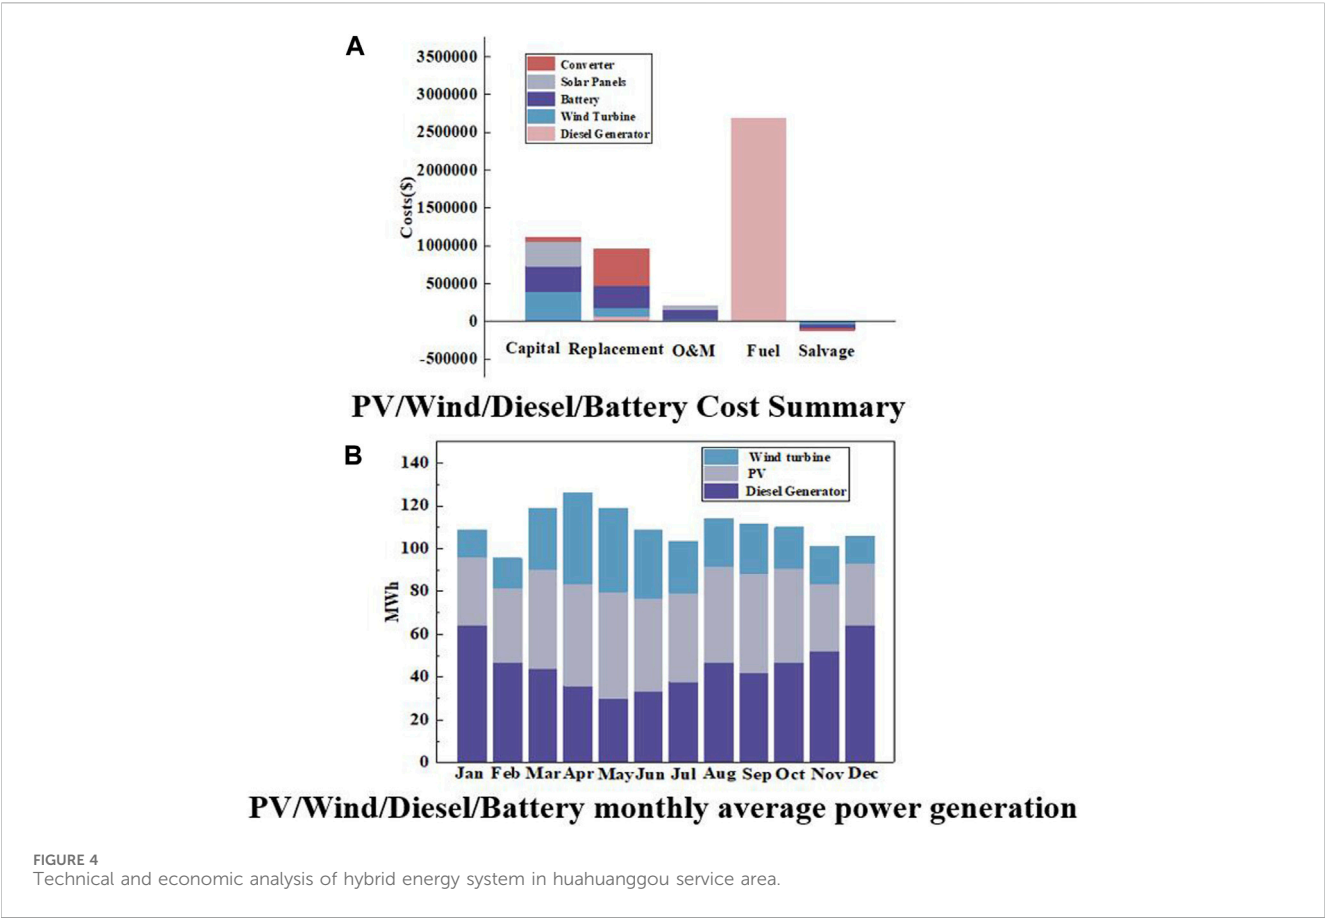 A
3500000
3000000
2500000
2000000
1500000
1000000
500000
0
-500000
Costs($)
Converter
Solar Panels
Battery
Wind Turbine
Diesel Generator
Capital Replacement O&M Fuel Salvage
PV/Wind/Diesel/Battery Cost Summary
B
140
120
100
80
60
40
20
0
MWh
Wind turbine
PV
Diesel Generator
Jan Feb Mar Apr May Jun Jul Aug Sep Oct Nov Dec
PV/Wind/Diesel/Battery monthly average power generation
FIGURE 4
Technical and economic analysis of hybrid energy system in huahuanggou service area.